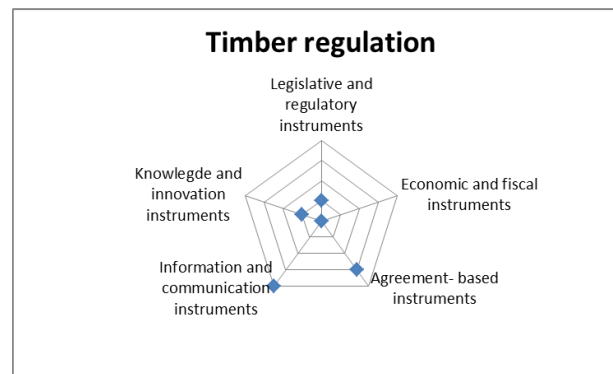 Timber regulation
Legislative and
regulatory
instruments
Economic and fiscal
instruments
Agreement- based
instruments
Information and
communication
instruments
Knowlegde and
innovation
instruments